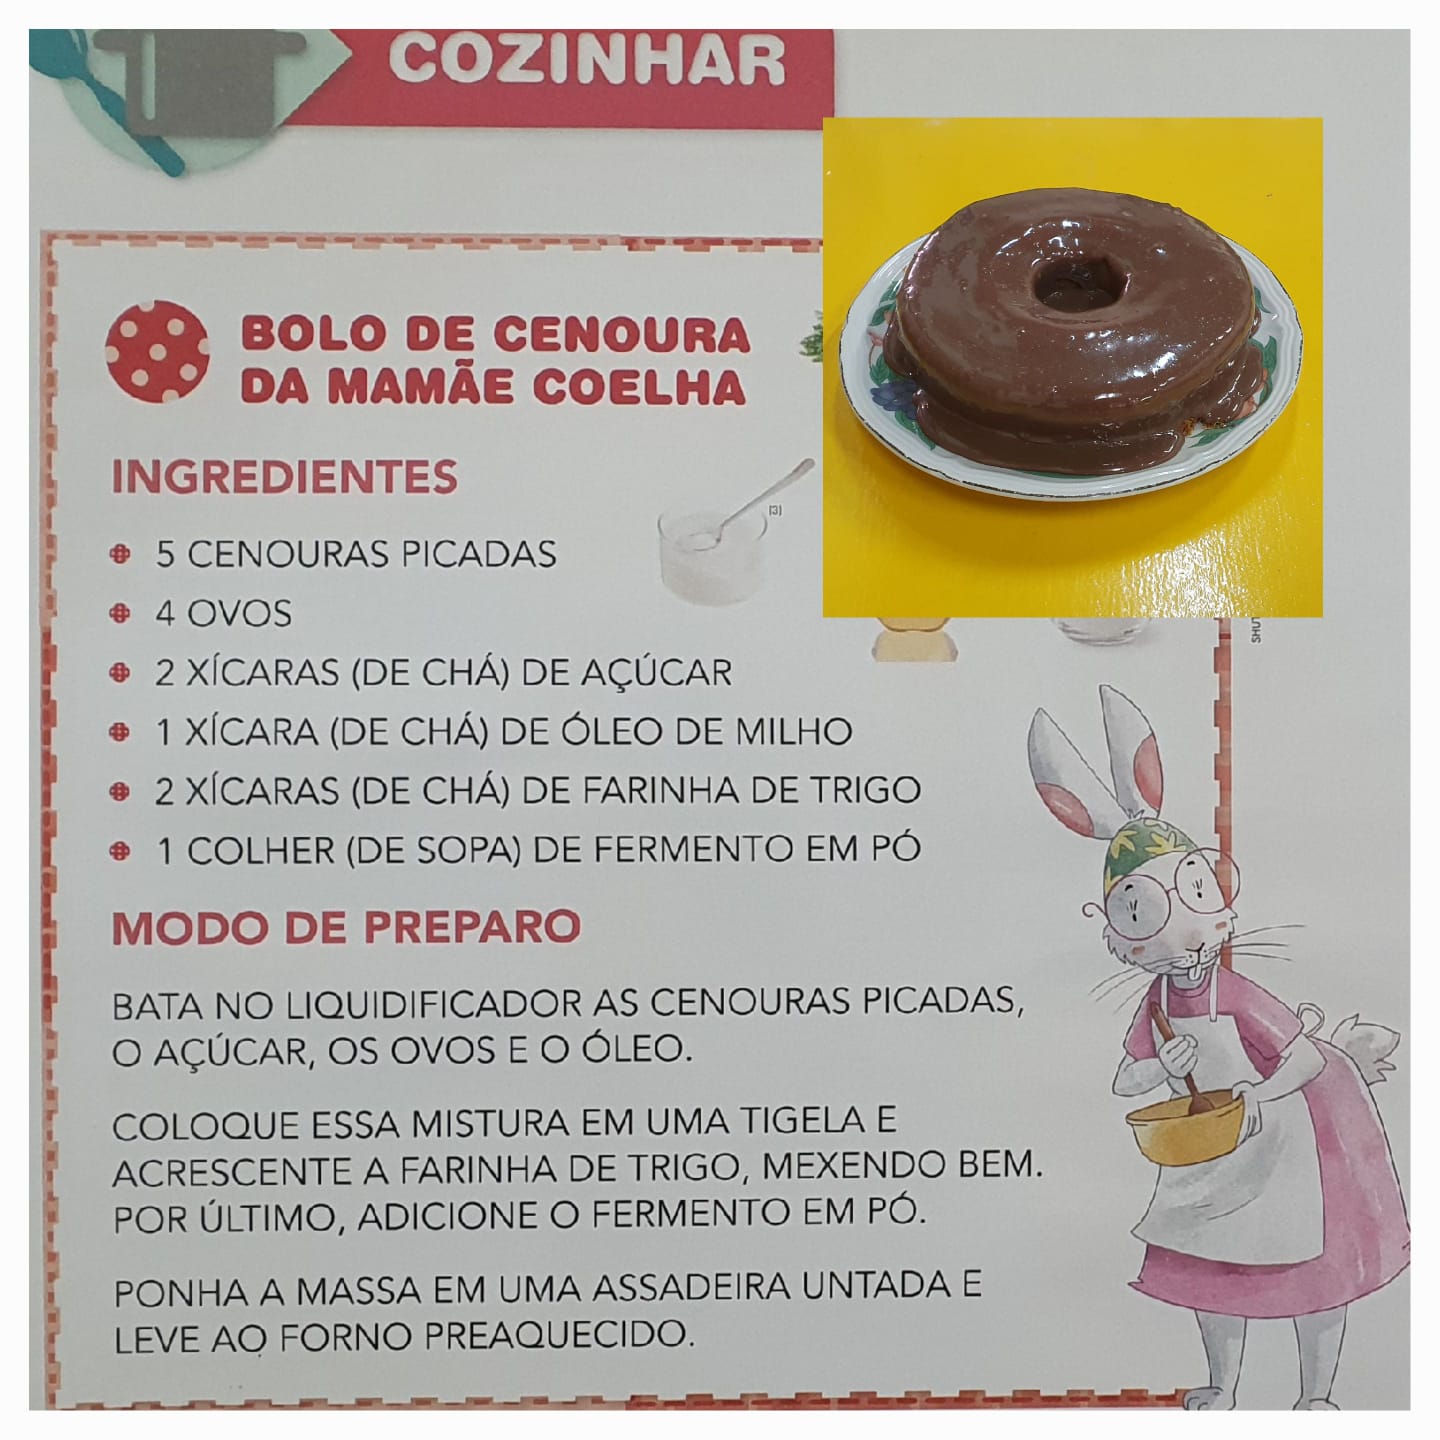 COZINHAR
BOLO DE CENOURA
DA MAMÃE COELHA
INGREDIENTES
5 CENOURAS PICADAS
4 OVOS
2 XÍCARAS (DE CHÁ) DE AÇÚCAR
1 XÍCARA (DE CHÁ) DE ÓLEO DE MILHO
2 XÍCARAS (DE CHÁ) DE FARINHA DE TRIGO
1 COLHER (DE SOPA) DE FERMENTO EM PÓ
(3)
SHUT
MODO DE PREPARO
BATA NO LIQUIDIFICADOR AS CENOURAS PICADAS,
O AÇÚCAR, OS OVOS E O ÓLEO.
COLOQUE ESSA MISTURA EM UMA TIGELA E
ACRESCENTE A FARINHA DE TRIGO, MEXENDO BEM.
POR ÚLTIMO, ADICIONE O FERMENTO EM PÓ.
PONHA A MASSA EM UMA ASSADEIRA UNTADA E
LEVE AO FORNO PREAQUECIDO.